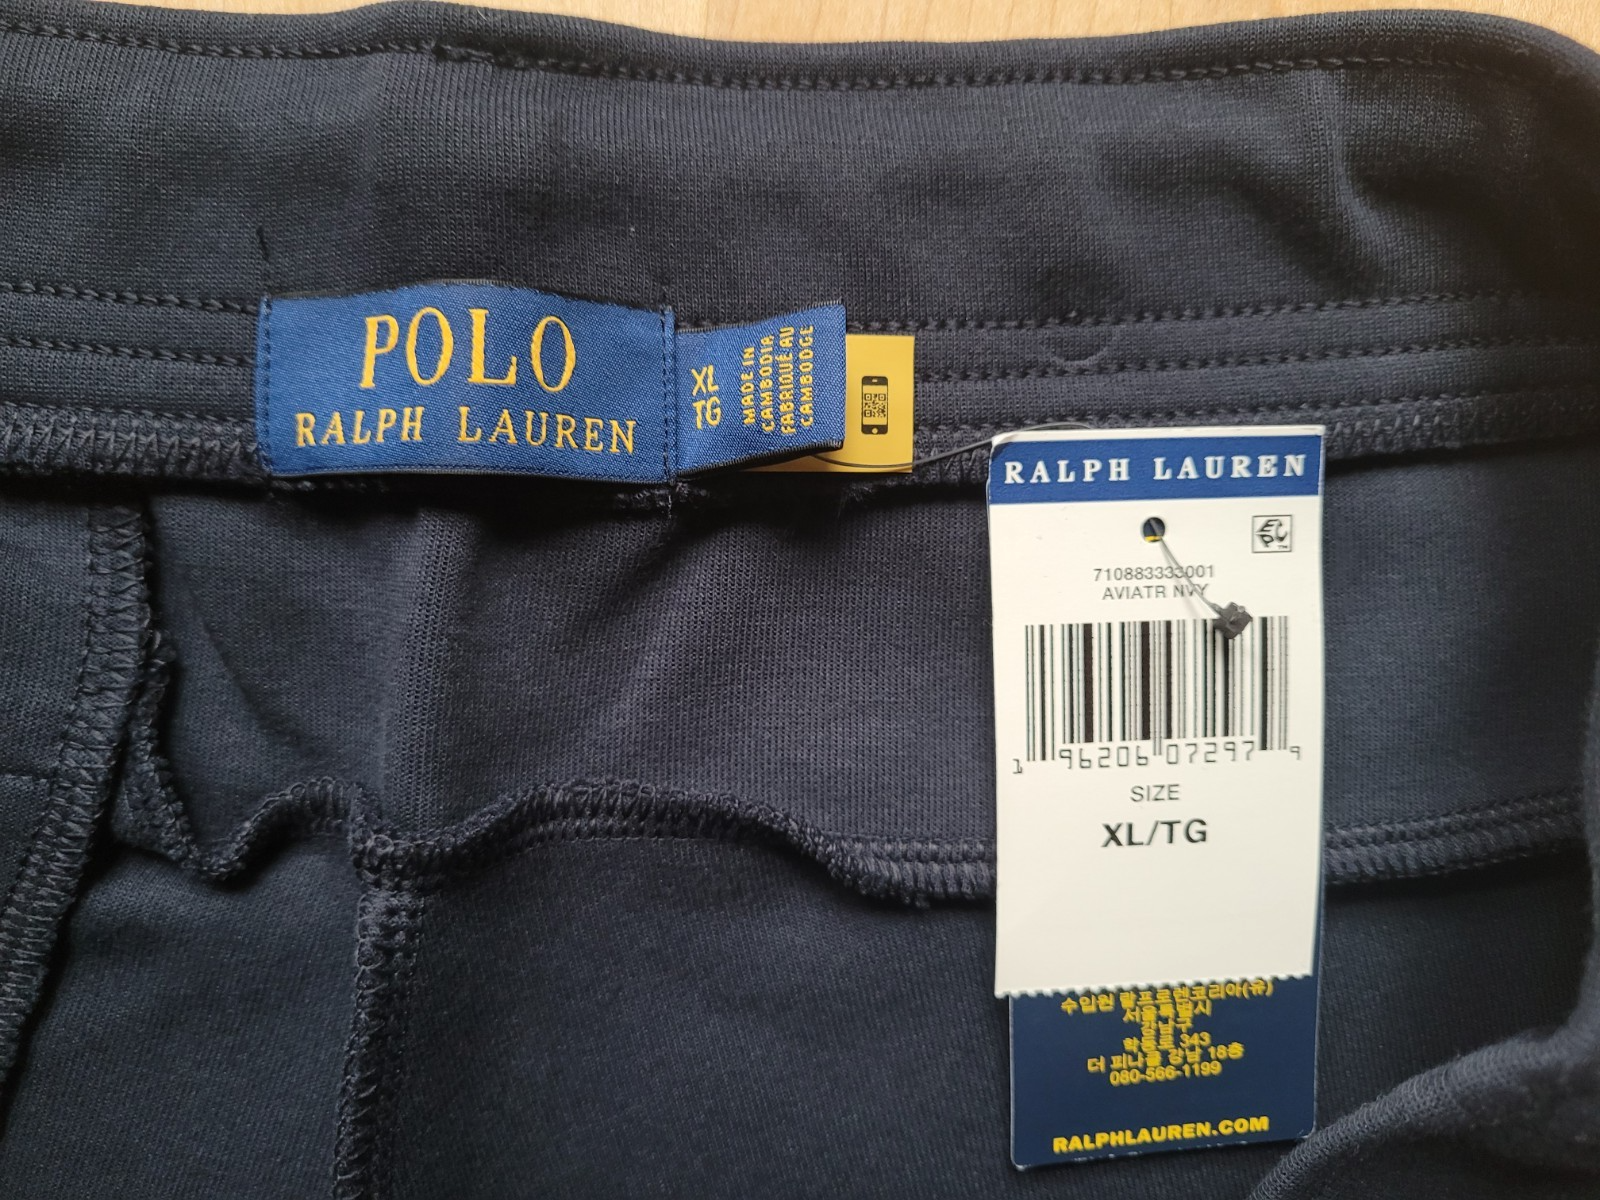 POLO
RALPH LAUREN
XL
TG
MADE IN
CAMBODIA
FABRIQUÉ AU
CAMBODGE
RALPH LAUREN
710883333001
AVIATR NVY
1 96206 07297 9
SIZE
XL/TG
수입원 랄프로렌코리아(유)
서울특별시
강남구
학동로 343
더 피나클 강남 18층
080-566-1199
RALPHLAUREN.COM